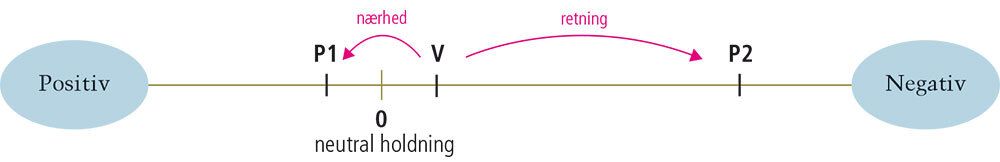 nærhed
retning
P1
V
P2
Positiv
Negativ
0
neutral holdning